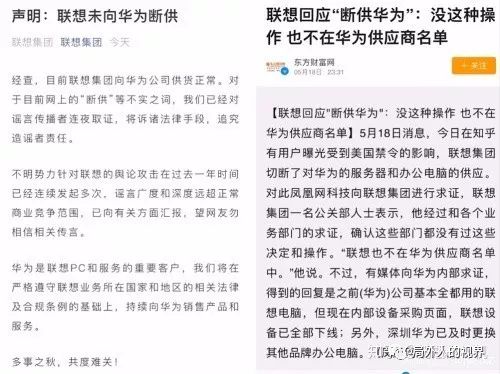 声明：联想未向华为断供
联想集团 联想集团 今天
经查，目前联想集团向华为公司供货正常。对
于目前网上的“断供”等不实之词，我们已经对
谣言传播者连夜取证，将诉诸法律手段，追究
造谣者责任。
不明势力针对联想的舆论攻击在过去一年时间
已经连续发起多次，谣言广度和深度远超正常
商业竞争范围，已向有关方面汇报，望网友勿
相信相关传言。
华为是联想PC和服务的重要客户，我们将在
严格遵守联想业务所在国家和地区的相关法律
及合规条例的基础上，持续向华为销售产品和
服务。
多事之秋，共度难关！
联想回应“断供华为”：没这种操
作 也不在华为供应商名单
东方财富网
05月18日 23:31
+ 关注
【联想回应"断供华为"：没这种操作 也不在
华为供应商名单】5月18日消息，今日在知乎
有用户曝光受到美国禁令的影响，联想集团
切断了对华为的服务器和办公电脑的供应。
对此凤凰网科技向联想集团进行求证，联想
集团一名公关部人士表示，他经过和各个业
务部门的求证，确认这些部门都没有过这些
决定和操作。“联想也不在华为供应商名单
中。”他说。不过，有媒体向华为内部求证，
得到的回复是之前(华为)公司基本全都用的联
想电脑，但现在内部设备采购页面，联想设
备已全部下线；另外，深圳华为已及时更换
其他品牌办公电脑。
知乎 @局外人的视界